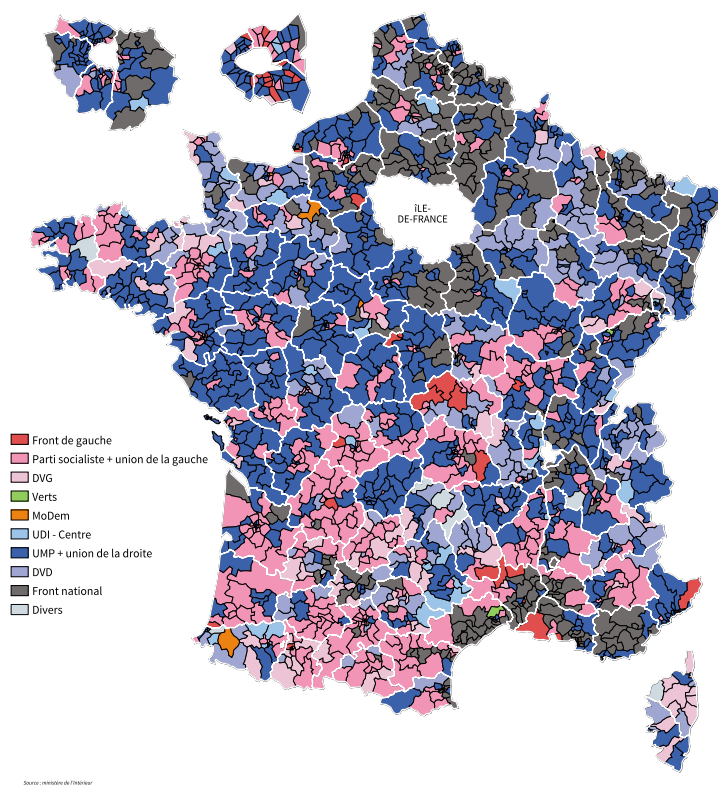 ÎLE-
DE-FRANCE
Front de gauche
Parti socialiste + union de la gauche
DVG
Verts
MoDem
UDI - Centre
UMP + union de la droite
DVD
Front national
Divers
Source : ministère de l'Intérieur